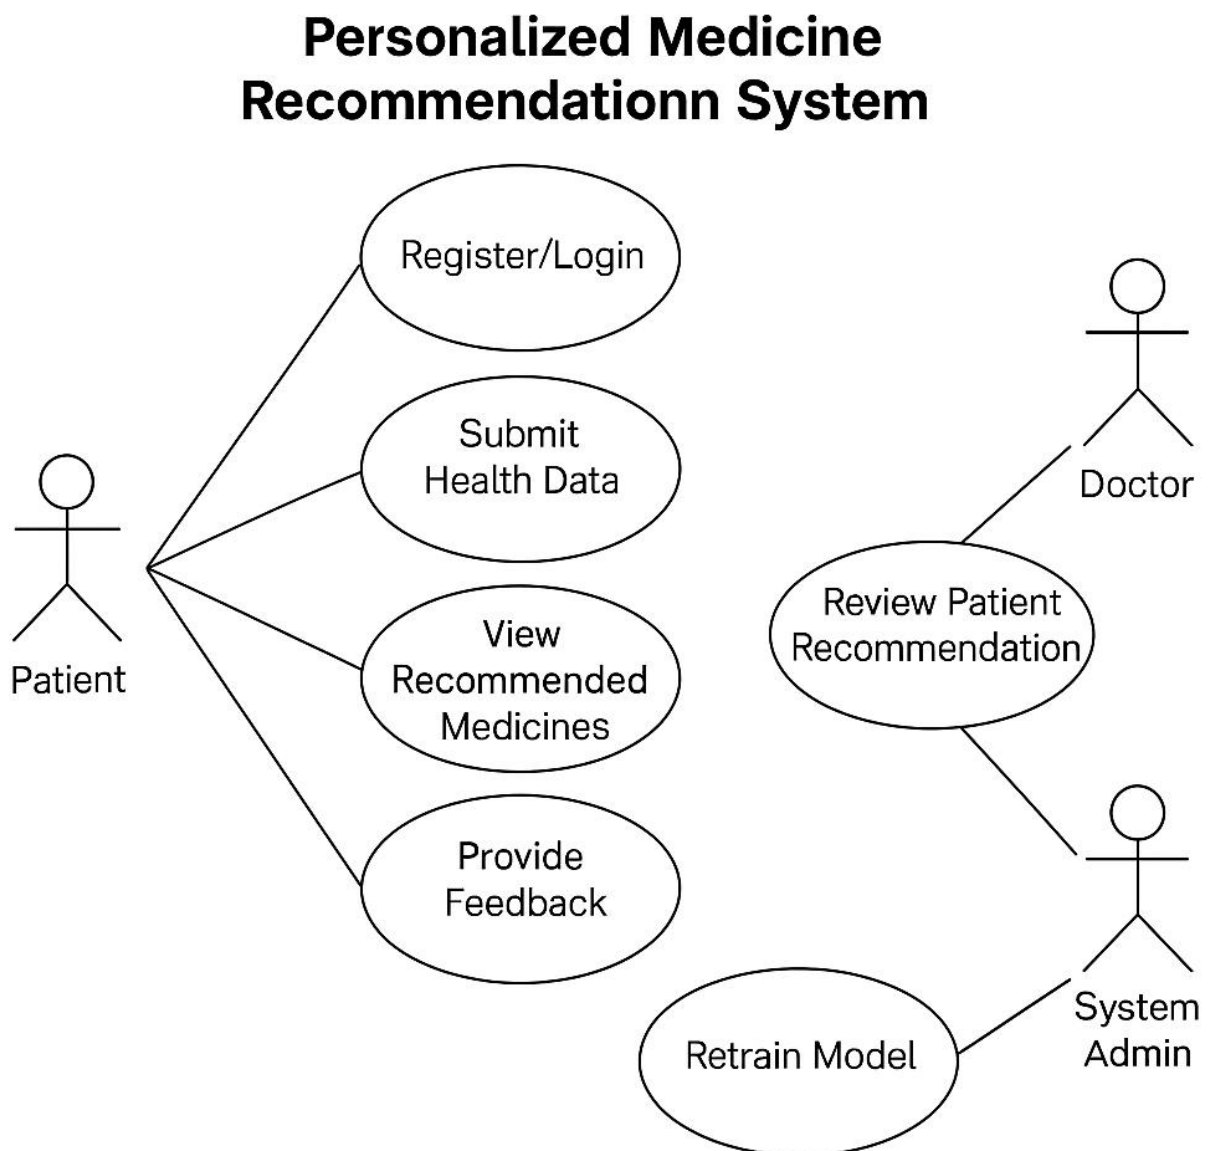 Personalized Medicine
Recommendationn System
Register/Login
Submit
Health Data
View
Recommended
Medicines
Provide
Feedback
Patient
Doctor
Review Patient
Recommendation
System
Admin
Retrain Model